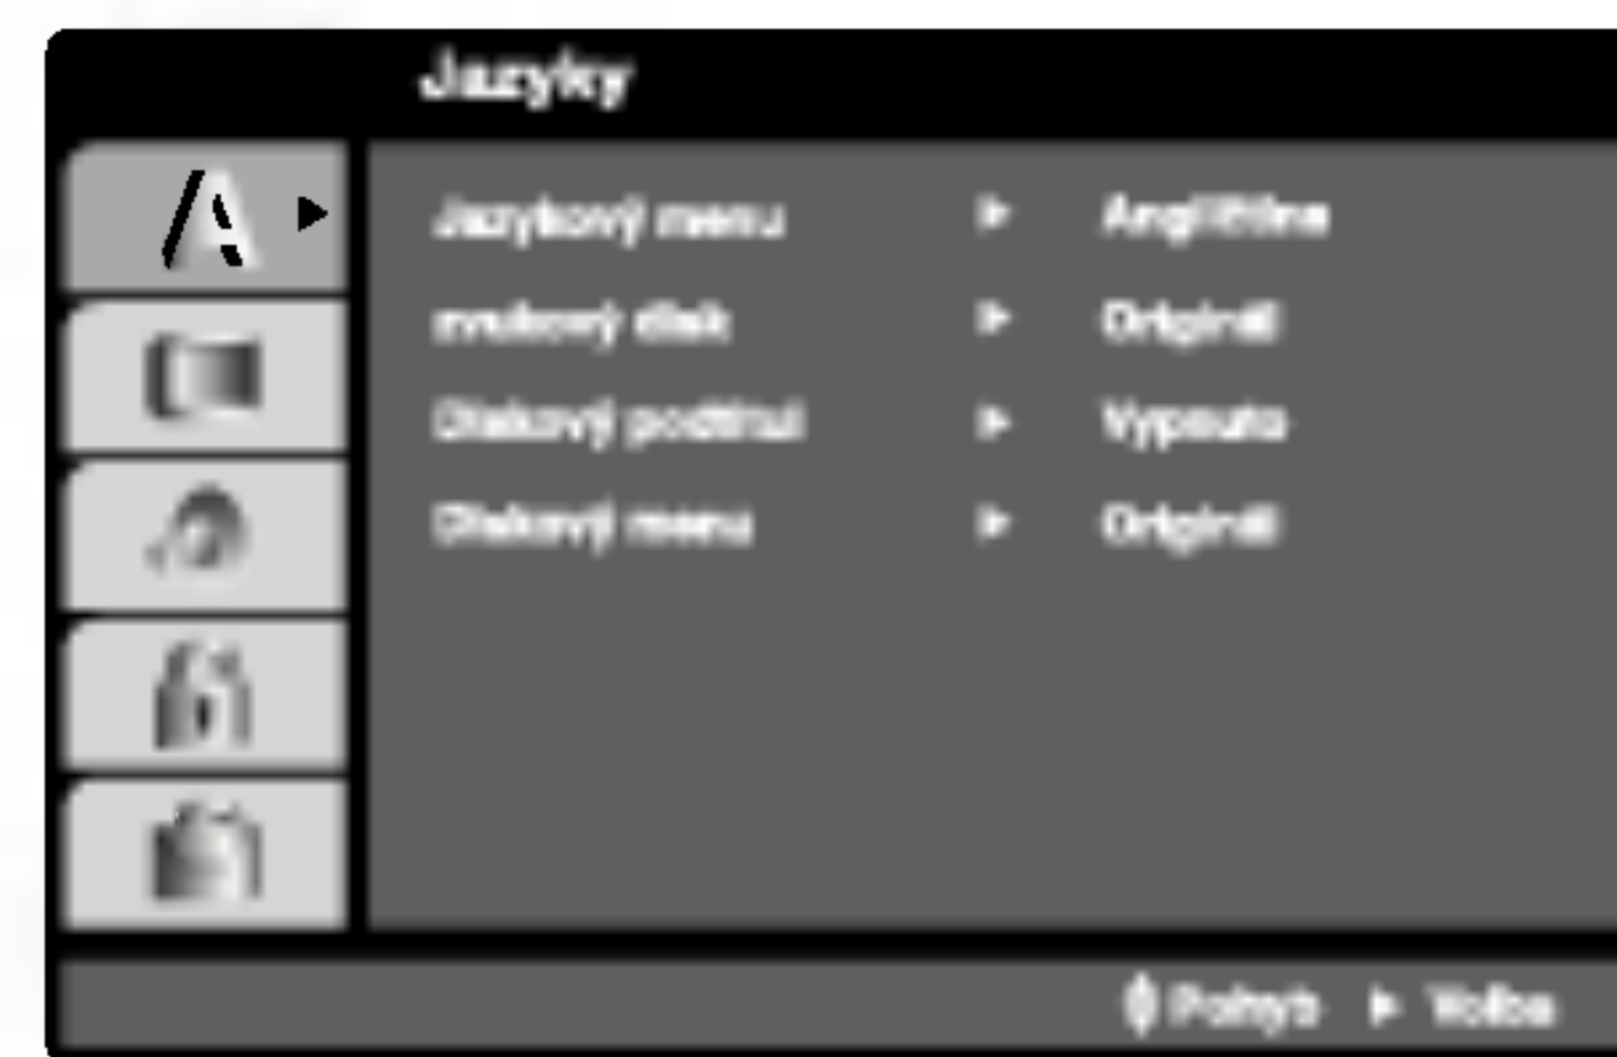 Jazyky
Jazykový menu ▶ Angličtina
zvukový disk ▶ Originál
Diskový podtitul ▶ Vypnuto
Diskový menu ▶ Originál
Pohyb ▶ Volba